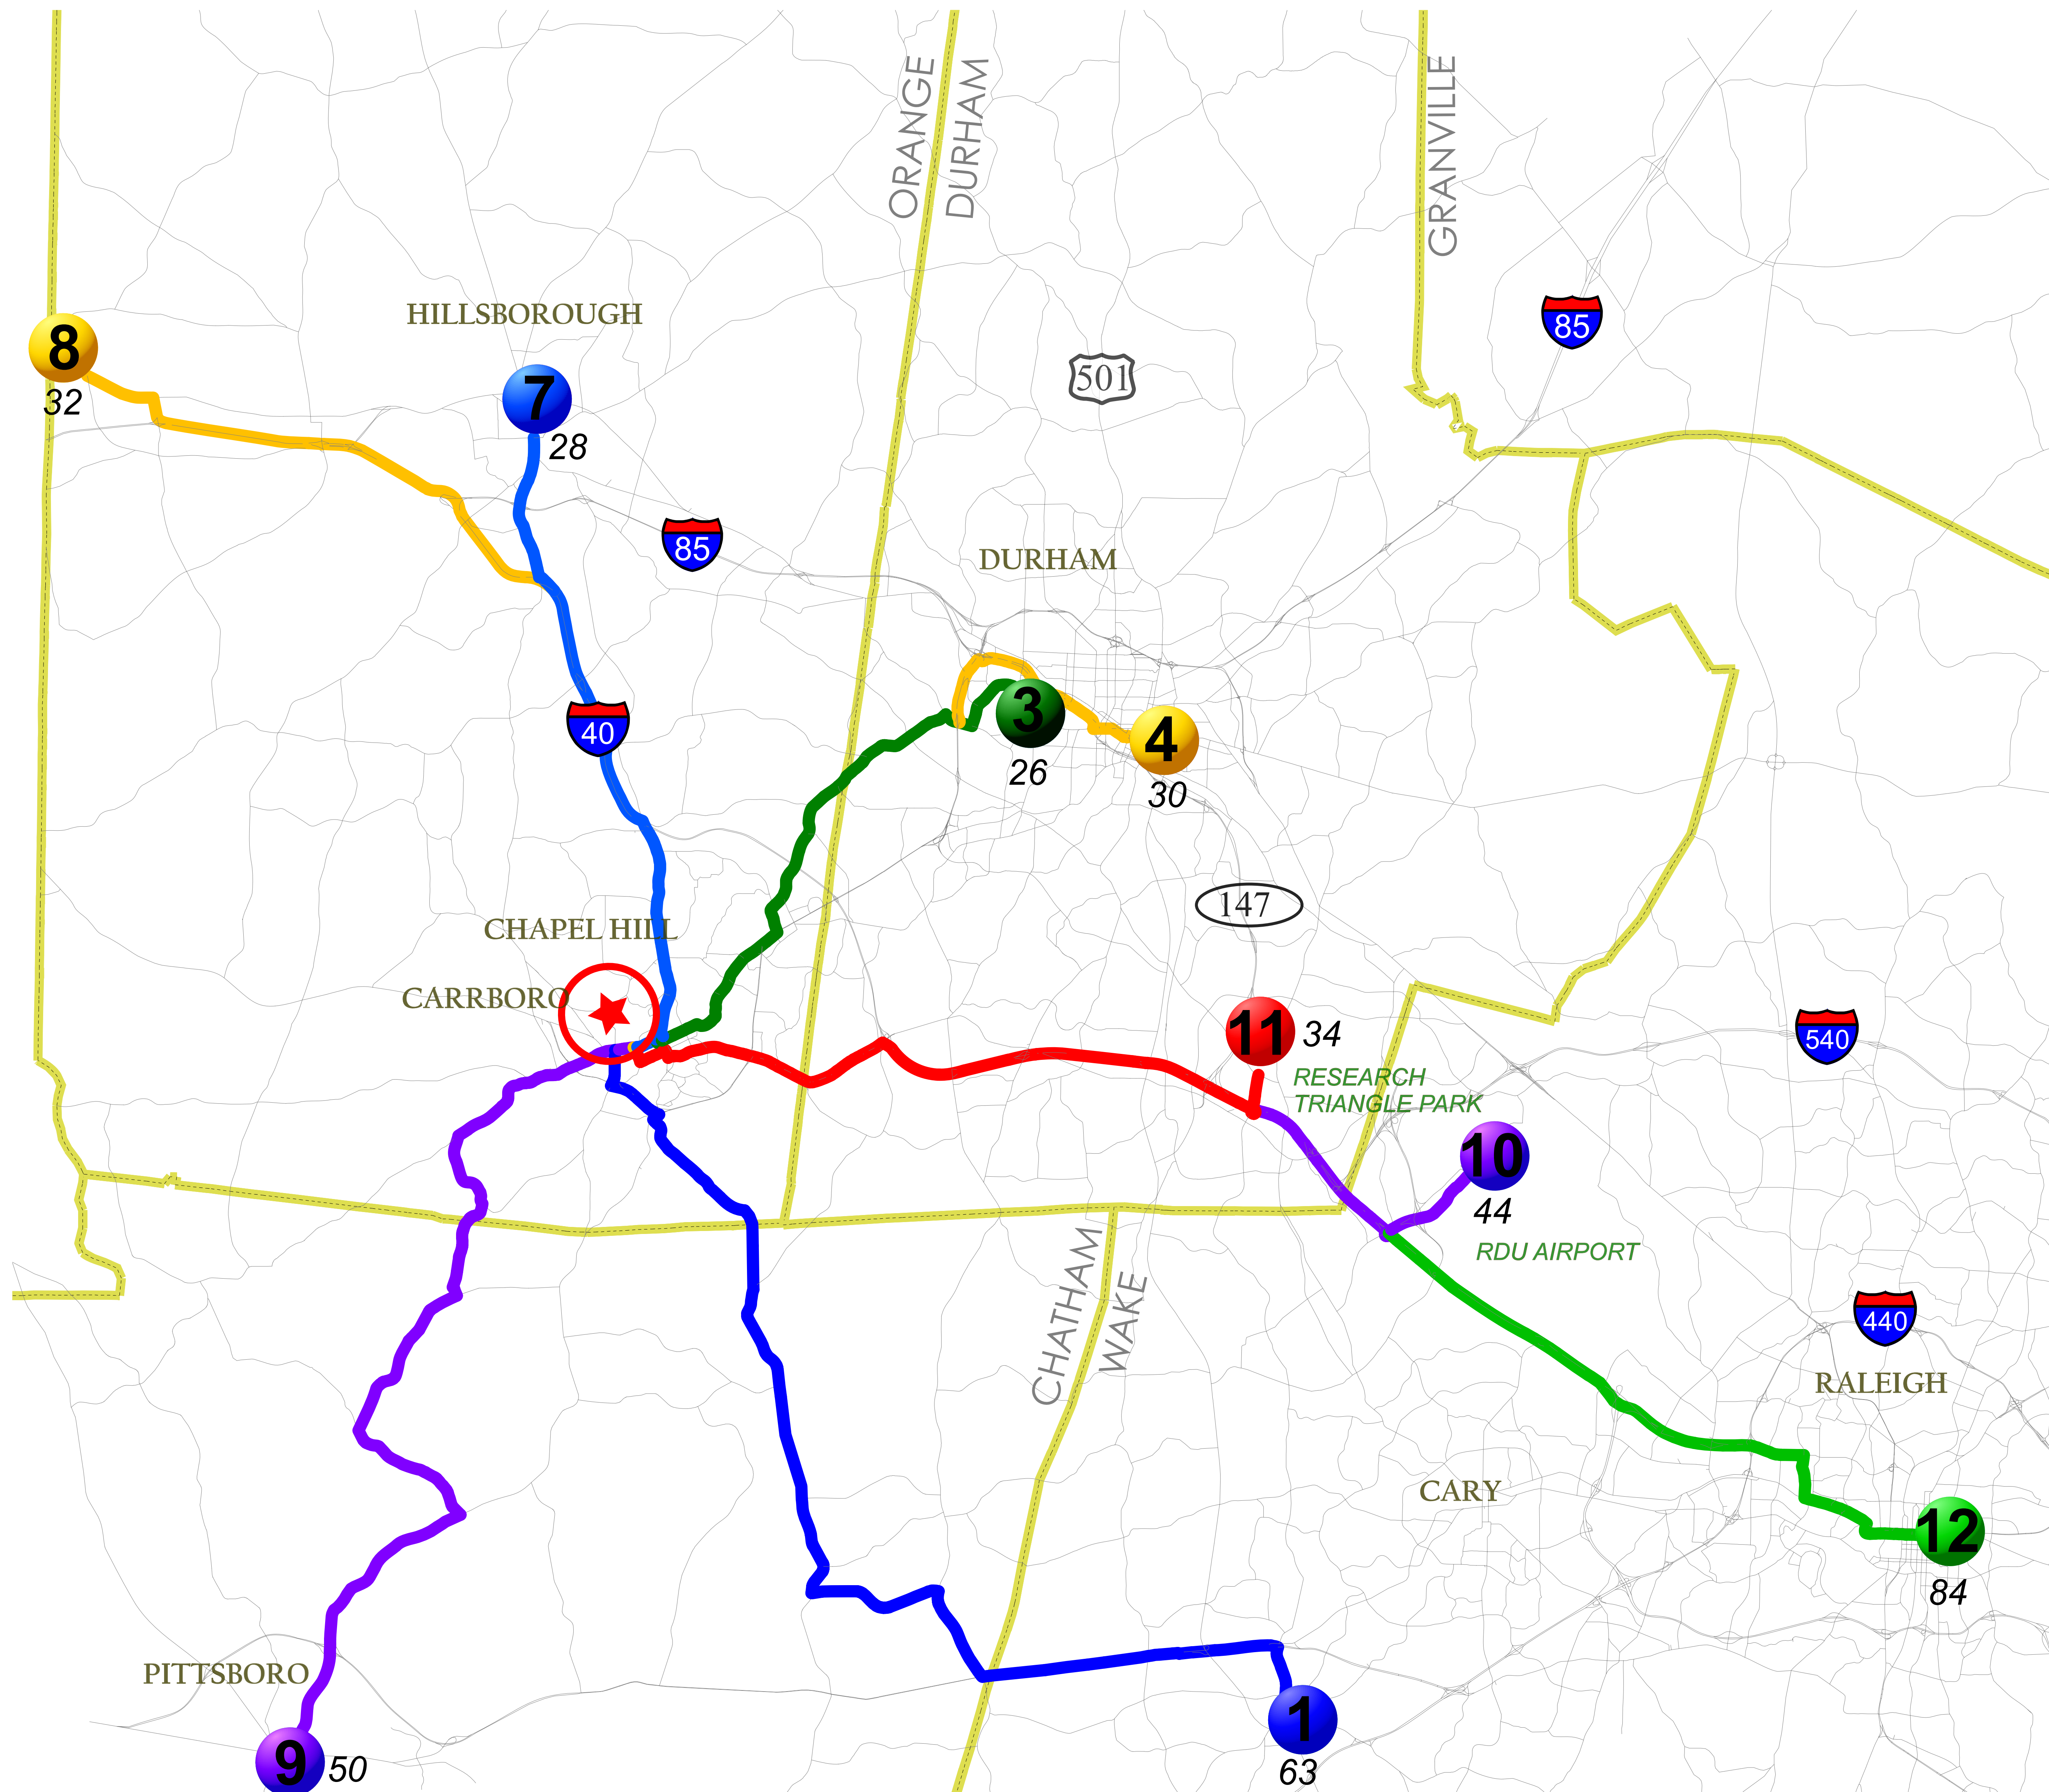 ORANGE
DURHAM
GRANVILLE
HILLSBOROUGH
85
8
32
7
28
501
85
DURHAM
40
3
26
4
30
147
CHAPEL HILL
CARRBORO
11
34
540
RESEARCH
TRIANGLE PARK
10
44
RDU AIRPORT
CHATHAM
WAKE
440
RALEIGH
CARY
12
84
PITTSBORO
9
50
1
63